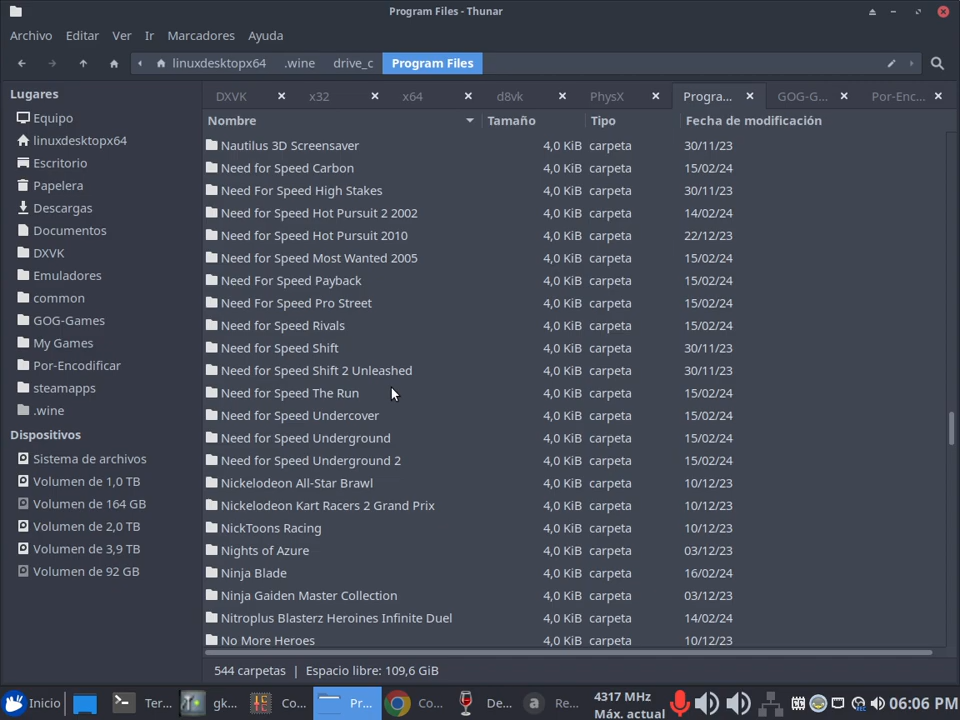 Program Files - Thunar
Archivo Editar Ver Ir Marcadores Ayuda
linuxdesktopx64 .wine drive_c Program Files
Lugares
Equipo
linuxdesktopx64
Escritorio
Papelera
Descargas
Documentos
DXVK
Emuladores
common
GOG-Games
My Games
Por-Encodificar
steamapps
.wine
Dispositivos
Sistema de archivos
Volumen de 1,0 TB
Volumen de 164 GB
Volumen de 2,0 TB
Volumen de 3,9 TB
Volumen de 92 GB
DXVK x32 x64 d8vk PhysX Progra... GOG-G... Por-Enc...
Nombre Tamaño Tipo Fecha de modificación
Nautilus 3D Screensaver 4,0 KiB carpeta 30/11/23
Need for Speed Carbon 4,0 KiB carpeta 15/02/24
Need For Speed High Stakes 4,0 KiB carpeta 30/11/23
Need for Speed Hot Pursuit 2 2002 4,0 KiB carpeta 14/02/24
Need for Speed Hot Pursuit 2010 4,0 KiB carpeta 22/12/23
Need for Speed Most Wanted 2005 4,0 KiB carpeta 15/02/24
Need For Speed Payback 4,0 KiB carpeta 15/02/24
Need For Speed Pro Street 4,0 KiB carpeta 15/02/24
Need for Speed Rivals 4,0 KiB carpeta 15/02/24
Need for Speed Shift 4,0 KiB carpeta 30/11/23
Need for Speed Shift 2 Unleashed 4,0 KiB carpeta 30/11/23
Need for Speed The Run 4,0 KiB carpeta 15/02/24
Need for Speed Undercover 4,0 KiB carpeta 15/02/24
Need for Speed Underground 4,0 KiB carpeta 15/02/24
Need for Speed Underground 2 4,0 KiB carpeta 15/02/24
Nickelodeon All-Star Brawl 4,0 KiB carpeta 10/12/23
Nickelodeon Kart Racers 2 Grand Prix 4,0 KiB carpeta 10/12/23
NickToons Racing 4,0 KiB carpeta 10/12/23
Nights of Azure 4,0 KiB carpeta 03/12/23
Ninja Blade 4,0 KiB carpeta 16/02/24
Ninja Gaiden Master Collection 4,0 KiB carpeta 03/12/23
Nitroplus Blasterz Heroines Infinite Duel 4,0 KiB carpeta 14/02/24
No More Heroes 4,0 KiB carpeta 10/12/23
544 carpetas | Espacio libre: 109,6 GiB
Inicio Ter... gk... Co... Pr... Co... De... Re... 4317 MHz 06:06 PM
Máx. actual